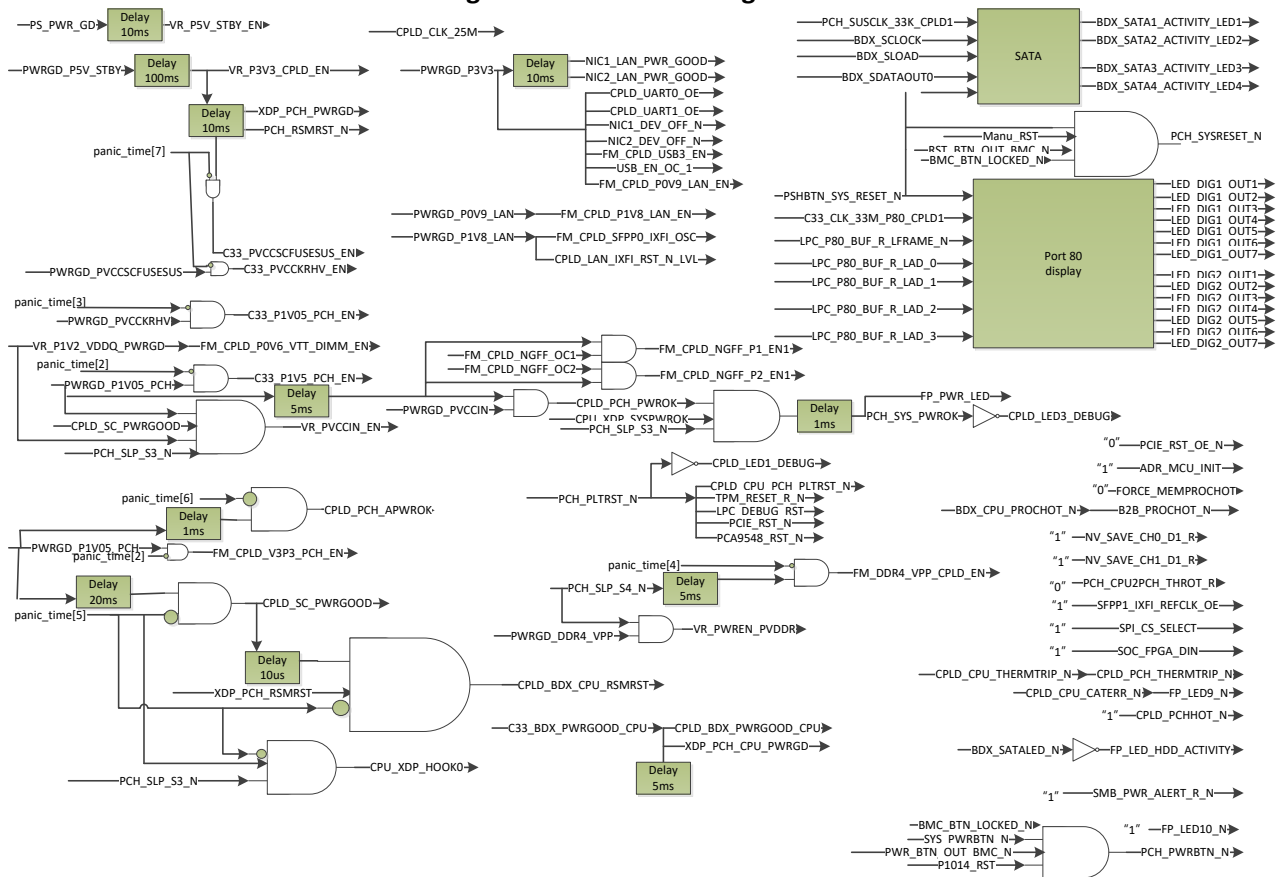 PS_PWR_GD
Delay
10ms
VR_P5V_STBY_EN
PWRGD_P5V_STBY
Delay
100ms
VR_P3V3_CPLD_EN
Delay
10ms
XDP_PCH_PWRGD
PCH_RSMRST_N
panic_time[7]
C33_PVCCSCFUSESUS_EN
PWRGD_PVCCSCFUSESUS
C33_PVCCKRHV_EN
panic_time[3]
PWRGD_PVCCKRHV
C33_P1V05_PCH_EN
VR_P1V2_VDDQ_PWRGD
FM_CPLD_P0V6_VTT_DIMM_EN
panic_time[2]
PWRGD_P1V05_PCH
C33_P1V5_PCH_EN
Delay
5ms
CPLD_SC_PWRGOOD
VR_PVCCIN_EN
PCH_SLP_S3_N
CPLD_CLK_25M
PWRGD_P3V3
Delay
10ms
NIC1_LAN_PWR_GOOD
NIC2_LAN_PWR_GOOD
CPLD_UART0_OE
CPLD_UART1_OE
NIC1_DEV_OFF_N
NIC2_DEV_OFF_N
FM_CPLD_USB3_EN
USB_EN_OC_1
FM_CPLD_P0V9_LAN_EN
PWRGD_P0V9_LAN
FM_CPLD_P1V8_LAN_EN
PWRGD_P1V8_LAN
FM_CPLD_SFPP0_IXFI_OSC
CPLD_LAN_IXFI_RST_N_LVL
PCH_SUSCLK_33K_CPLD1
BDX_SCLOCK
BDX_SLOAD
BDX_SDATAOUT0
SATA
BDX_SATA1_ACTIVITY_LED1
BDX_SATA2_ACTIVITY_LED2
BDX_SATA3_ACTIVITY_LED3
BDX_SATA4_ACTIVITY_LED4
Manu_RST
RST_BTN_OUT_BMC_N
BMC_BTN_LOCKED_N
PCH_SYSRESET_N
PSHBTN_SYS_RESET_N
C33_CLK_33M_P80_CPLD1
LPC_P80_BUF_R_LFRAME_N
LPC_P80_BUF_R_LAD_0
LPC_P80_BUF_R_LAD_1
LPC_P80_BUF_R_LAD_2
LPC_P80_BUF_R_LAD_3
Port 80
display
LED_DIG1_OUT1
LED_DIG1_OUT2
LED_DIG1_OUT3
LED_DIG1_OUT4
LED_DIG1_OUT5
LED_DIG1_OUT6
LED_DIG1_OUT7
LED_DIG2_OUT1
LED_DIG2_OUT2
LED_DIG2_OUT3
LED_DIG2_OUT4
LED_DIG2_OUT5
LED_DIG2_OUT6
LED_DIG2_OUT7
FM_CPLD_NGFF_OC1
FM_CPLD_NGFF_OC2
FM_CPLD_NGFF_P1_EN1
FM_CPLD_NGFF_P2_EN1
PWRGD_PVCCIN
CPLD_PCH_PWROK
CPU_XDP_SYSPWROK
PCH_SLP_S3_N
Delay
1ms
FP_PWR_LED
PCH_SYS_PWROK
CPLD_LED3_DEBUG
PCH_PLTRST_N
CPLD_LED1_DEBUG
CPLD_CPU_PCH_PLTRST_N
TPM_RESET_R_N
LPC_DEBUG_RST
PCIE_RST_N
PCA9548_RST_N
panic_time[6]
Delay
1ms
CPLD_PCH_APWROK
PWRGD_P1V05_PCH
panic_time[2]
FM_CPLD_V3P3_PCH_EN
Delay
20ms
panic_time[5]
CPLD_SC_PWRGOOD
Delay
10us
XDP_PCH_RSMRST
CPLD_BDX_CPU_RSMRST
PCH_SLP_S3_N
CPU_XDP_HOOK0
panic_time[4]
PCH_SLP_S4_N
Delay
5ms
FM_DDR4_VPP_CPLD_EN
PWRGD_DDR4_VPP
VR_PWREN_PVDDR
C33_BDX_PWRGOOD_CPU
CPLD_BDX_PWRGOOD_CPU
XDP_PCH_CPU_PWRGD
Delay
5ms
"0" PCIE_RST_OE_N
"1" ADR_MCU_INIT
"0" FORCE_MEMPROCHOT
BDX_CPU_PROCHOT_N B2B_PROCHOT_N
"1" NV_SAVE_CH0_D1_R
"1" NV_SAVE_CH1_D1_R
"0" PCH_CPU2PCH_THROT_R
"1" SFPP1_IXFI_REFCLK_OE
"1" SPI_CS_SELECT
"1" SOC_FPGA_DIN
CPLD_CPU_THERMTRIP_N CPLD_PCH_THERMTRIP_N
CPLD_CPU_CATERR_N FP_LED9_N
"1" CPLD_PCHHOT_N
BDX_SATALED_N FP_LED_HDD_ACTIVITY
"1" SMB_PWR_ALERT_R_N
"1" FP_LED10_N
BMC_BTN_LOCKED_N
SYS_PWRBTN_N
PWR_BTN_OUT_BMC_N
P1014_RST
PCH_PWRBTN_N